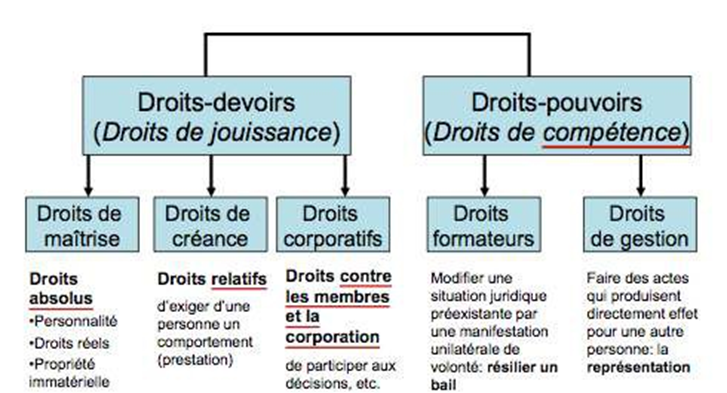 Droits-devoirs
(Droits de jouissance)
Droits-pouvoirs
(Droits de compétence)
Droits de
maîtrise
Droits de
créance
Droits
corporatifs
Droits
formateurs
Droits
de gestion
Droits
absolus
•Personnalité
•Droits réels
•Propriété
immatérielle
Droits relatifs
d'exiger d'une
personne un
comportement
(prestation)
Droits contre
les membres
et la
corporation
de participer aux
décisions, etc.
Modifier une
situation juridique
préexistante par
une manifestation
unilatérale de
volonté: résilier un
bail
Faire des actes
qui produisent
directement effet
pour une autre
personne: la
représentation